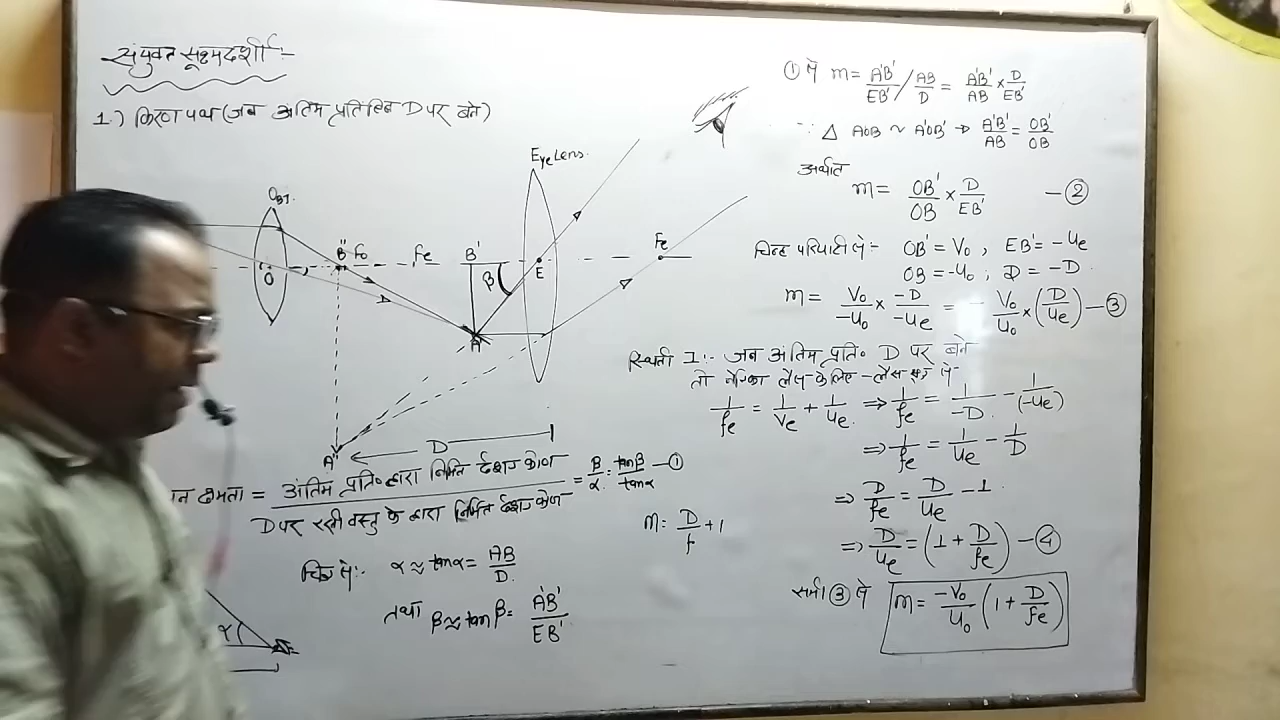 संयुक्त सूक्ष्मदर्शी:-
1.) किरण पथ (जब अंतिम प्रतिबिंब D पर बने)
Eye Lens.
OBJ.
O
B"
Fo
Fe
B'
β
E
Fe
A'
A"
D
क्षमता = अंतिम प्रति॰ द्वारा निर्मित दर्शन कोण / D पर रखी वस्तु के द्वारा निर्मित दर्शन कोण = β/α = tanβ/tanα —①
चित्र से:- α ≈ tanα = AB/D.
तथा β ≈ tanβ = A'B'/EB'
α
m = D/f + 1
① से m = A'B'/EB' / AB/D = A'B'/AB × D/EB'
∵ △ AOB ~ A'OB' ⇒ A'B'/AB = OB'/OB
अर्थात
m = OB'/OB × D/EB' —②
चिन्ह परिपाटी से:- OB' = Vo, EB' = -ue
OB = -uo, D = -D.
m = Vo/-uo × -D/-ue = - Vo/uo × (D/ue) —③
स्थिती I:- जब अंतिम प्रति॰ D पर बने
तो नेत्रिका लैंस के लिए - लैंस सूत्र से-
1/fe = 1/ve + 1/ue ⇒ 1/fe = 1/-D. - 1/(-ue)
⇒ 1/fe = 1/ue - 1/D
⇒ D/fe = D/ue - 1.
⇒ D/ue = (1 + D/fe) —④
समी॰ ③ से m = -Vo/uo (1 + D/fe)